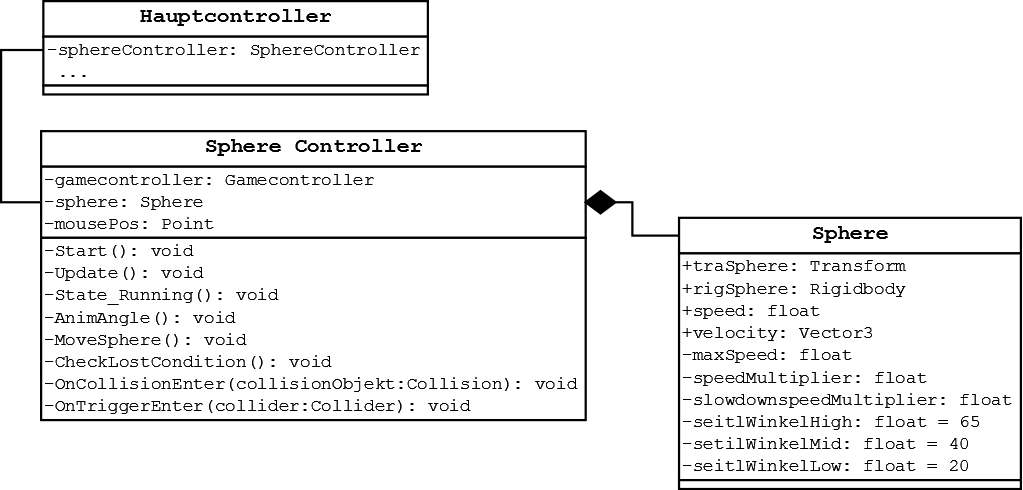 Hauptcontroller
-sphereController: SphereController
...
Sphere Controller
-gamecontroller: Gamecontroller
-sphere: Sphere
-mousePos: Point
-Start(): void
-Update(): void
-State_Running(): void
-AnimAngle(): void
-MoveSphere(): void
-CheckLostCondition(): void
-OnCollisionEnter(collisionObjekt:Collision): void
-OnTriggerEnter(collider:Collider): void
Sphere
+traSphere: Transform
+rigSphere: Rigidbody
+speed: float
+velocity: Vector3
-maxSpeed: float
-speedMultiplier: float
-slowdownspeedMultiplier: float
-seitlWinkelHigh: float = 65
-setilWinkelMid: float = 40
-seitlWinkelLow: float = 20